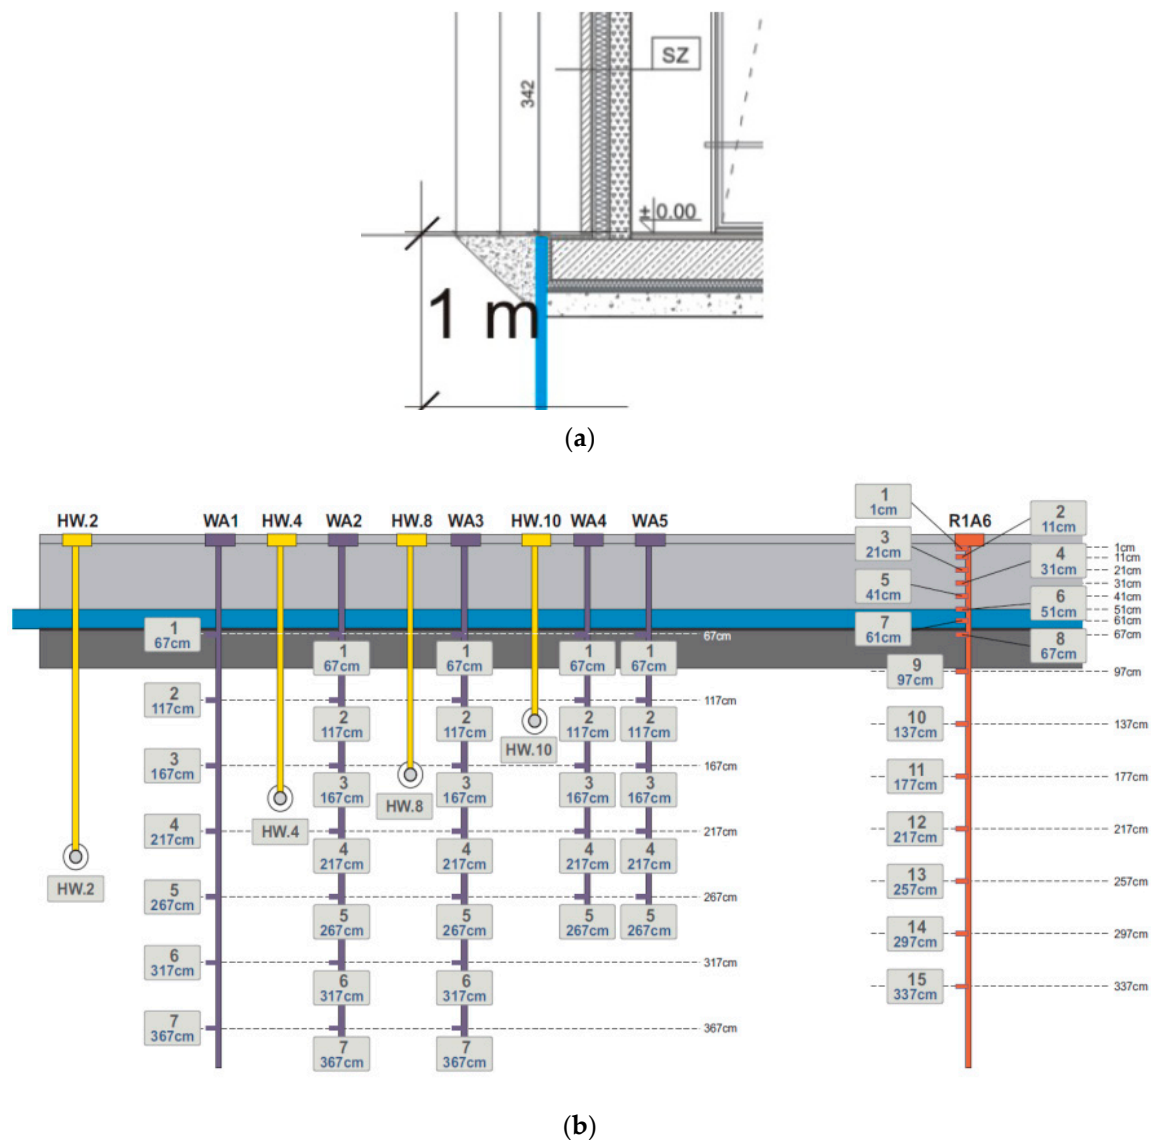 SZ
342
± 0.00
1 m
(a)
HW.2 WA1 HW.4 WA2 HW.8 WA3 HW.10 WA4 WA5 R1A6
1
1cm
2
11cm
3
21cm
4
31cm
5
41cm
6
51cm
7
61cm
8
67cm
9
97cm
10
137cm
11
177cm
12
217cm
13
257cm
14
297cm
15
337cm
1cm
11cm
21cm
31cm
41cm
51cm
61cm
67cm
97cm
137cm
177cm
217cm
257cm
297cm
337cm
1
67cm
2
117cm
3
167cm
4
217cm
5
267cm
6
317cm
7
367cm
1
67cm
2
117cm
3
167cm
4
217cm
5
267cm
6
317cm
7
367cm
1
67cm
2
117cm
3
167cm
4
217cm
5
267cm
6
317cm
7
367cm
1
67cm
2
117cm
3
167cm
4
217cm
5
267cm
1
67cm
2
117cm
3
167cm
4
217cm
5
267cm
HW.2
HW.4
HW.8
HW.10
67cm
117cm
167cm
217cm
267cm
317cm
367cm
(b)